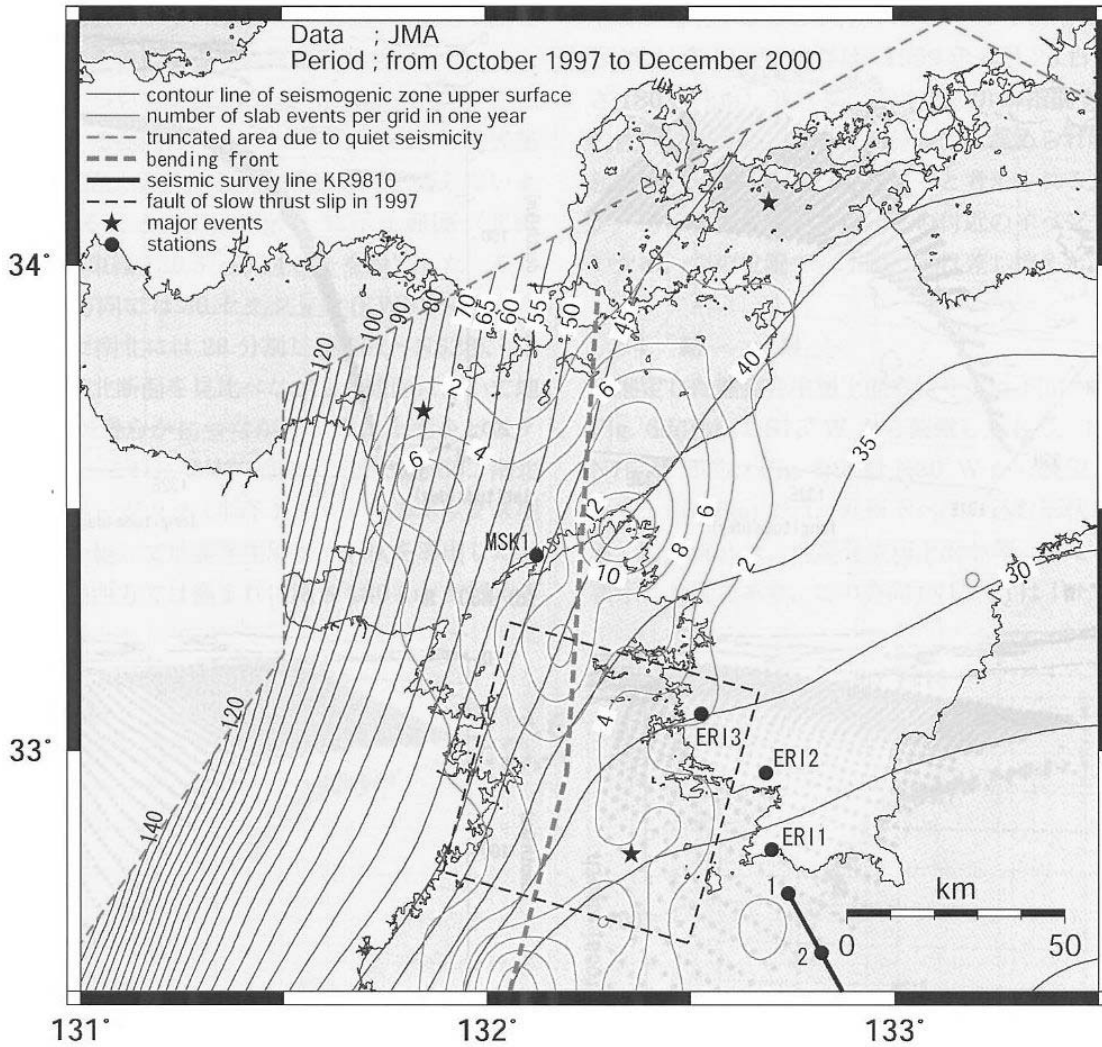 Data ; JMA
Period ; from October 1997 to December 2000
contour line of seismogenic zone upper surface
number of slab events per grid in one year
truncated area due to quiet seismicity
bending front
seismic survey line KR9810
fault of slow thrust slip in 1997
major events
stations
34°
33°
120
100
90
80
70
65
60
55
50
45
40
35
30
2
6
4
6
2
6
8
10
2
4
120
140
MSK1
ERI3
ERI2
ERI1
1
2
km
0 50
131° 132° 133°